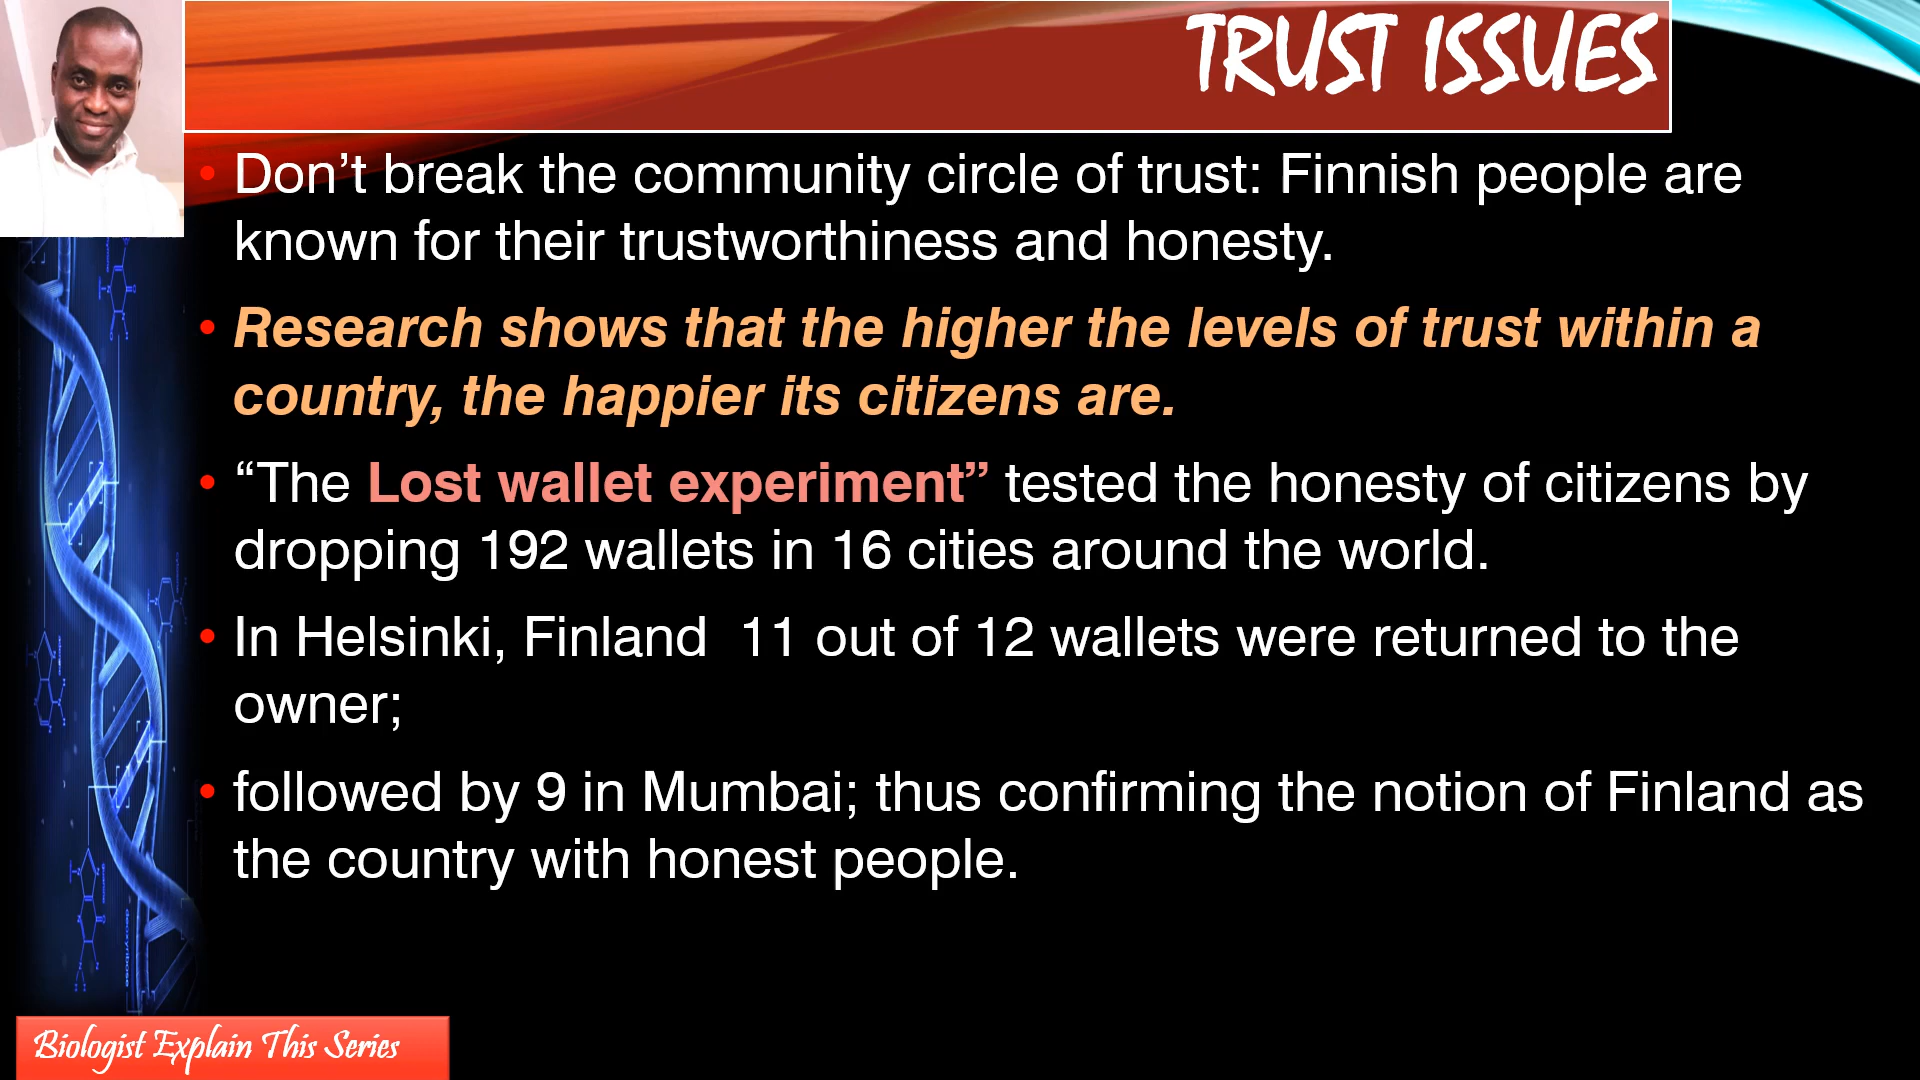 TRUST ISSUES
• Don’t break the community circle of trust: Finnish people are
known for their trustworthiness and honesty.
• Research shows that the higher the levels of trust within a
country, the happier its citizens are.
• “The Lost wallet experiment” tested the honesty of citizens by
dropping 192 wallets in 16 cities around the world.
• In Helsinki, Finland  11 out of 12 wallets were returned to the
owner;
• followed by 9 in Mumbai; thus confirming the notion of Finland as
the country with honest people.
deoxyribose
Biologist Explain This Series